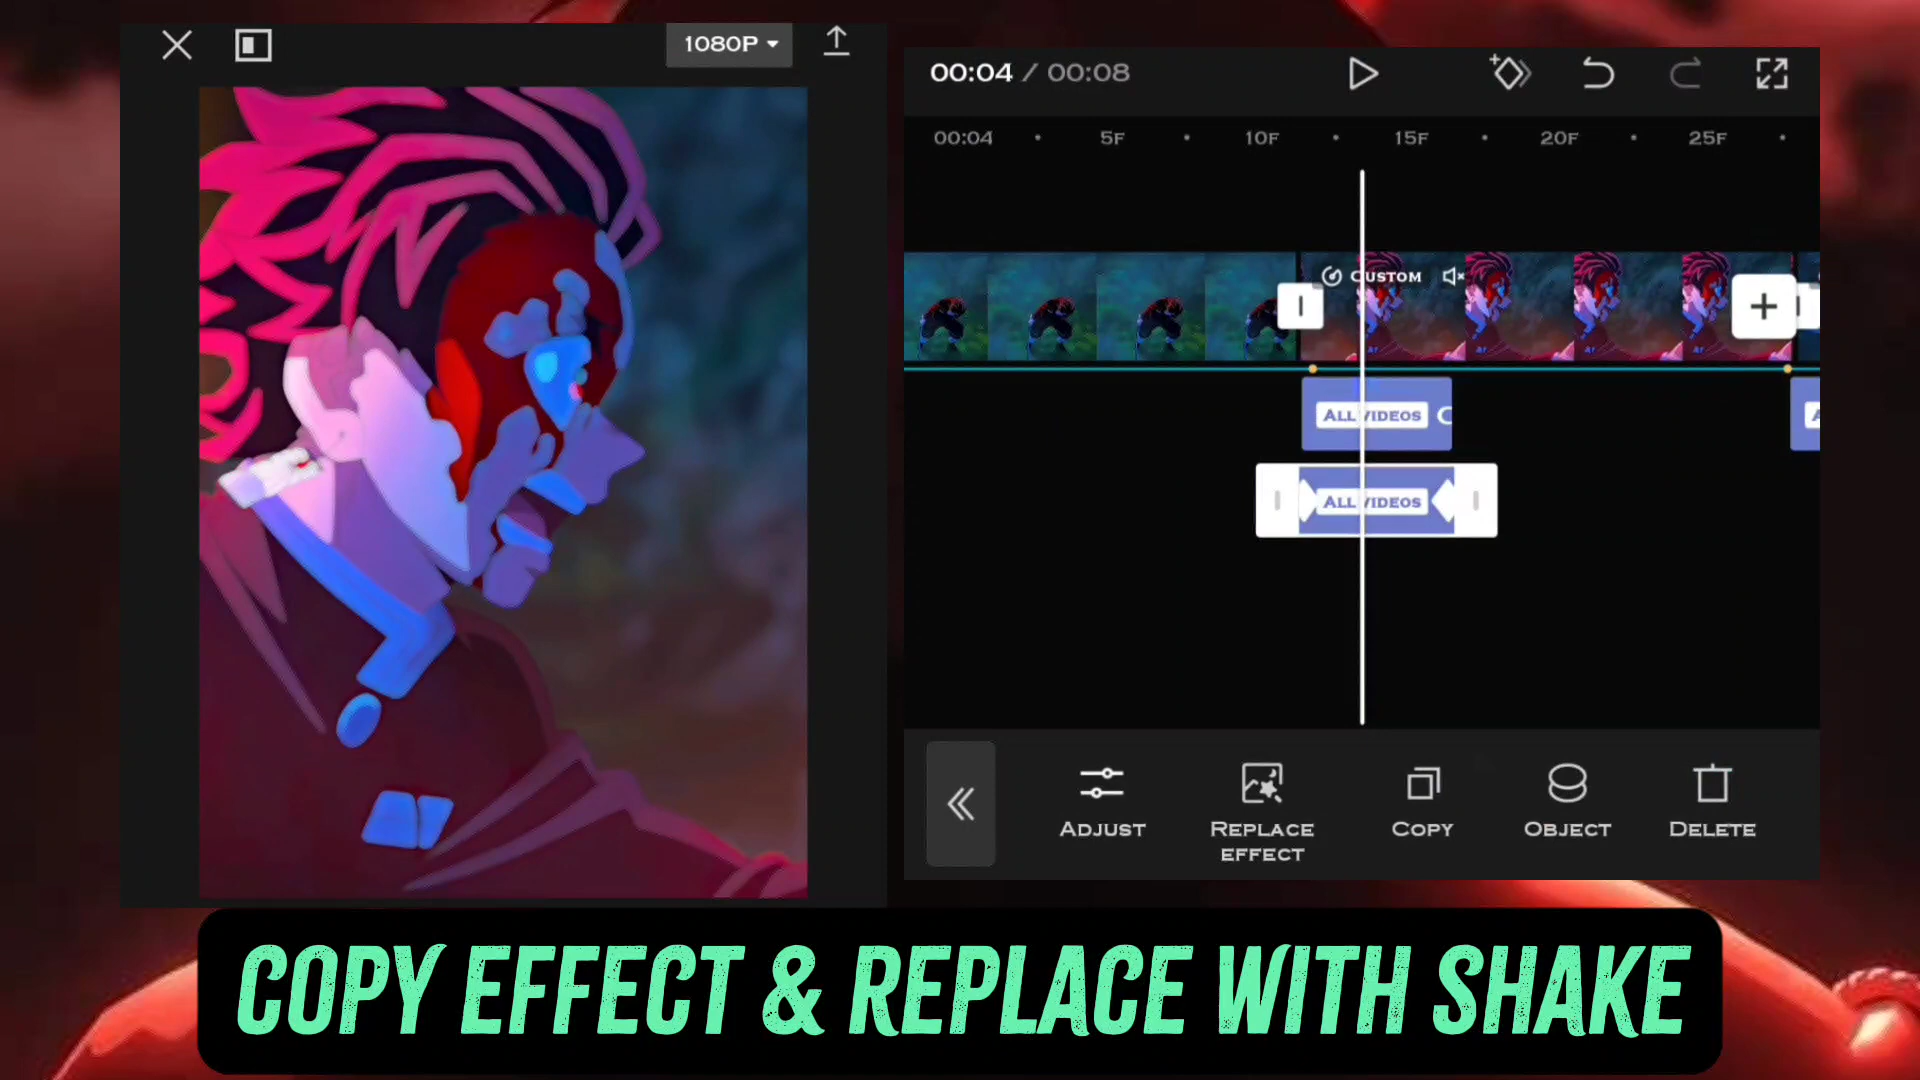 1080P
00:04 / 00:08
00:04 5F 10F 15F 20F 25F
CUSTOM
ALL VIDEOS
ALL VIDEOS
ADJUST
REPLACE
EFFECT
COPY
OBJECT
DELETE
COPY EFFECT & REPLACE WITH SHAKE